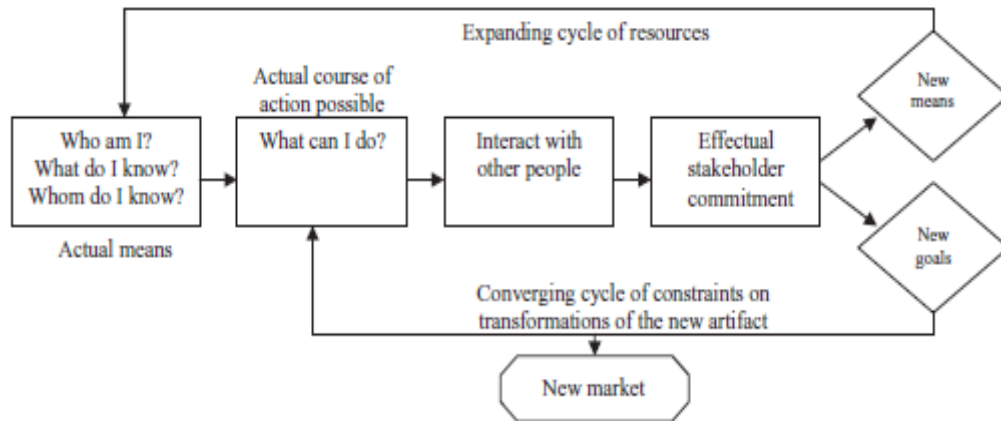 Expanding cycle of resources
Actual course of
action possible
New
means
Who am I?
What do I know?
Whom do I know?
What can I do?
Interact with
other people
Effectual
stakeholder
commitment
Actual means
New
goals
Converging cycle of constraints on
transformations of the new artifact
New market